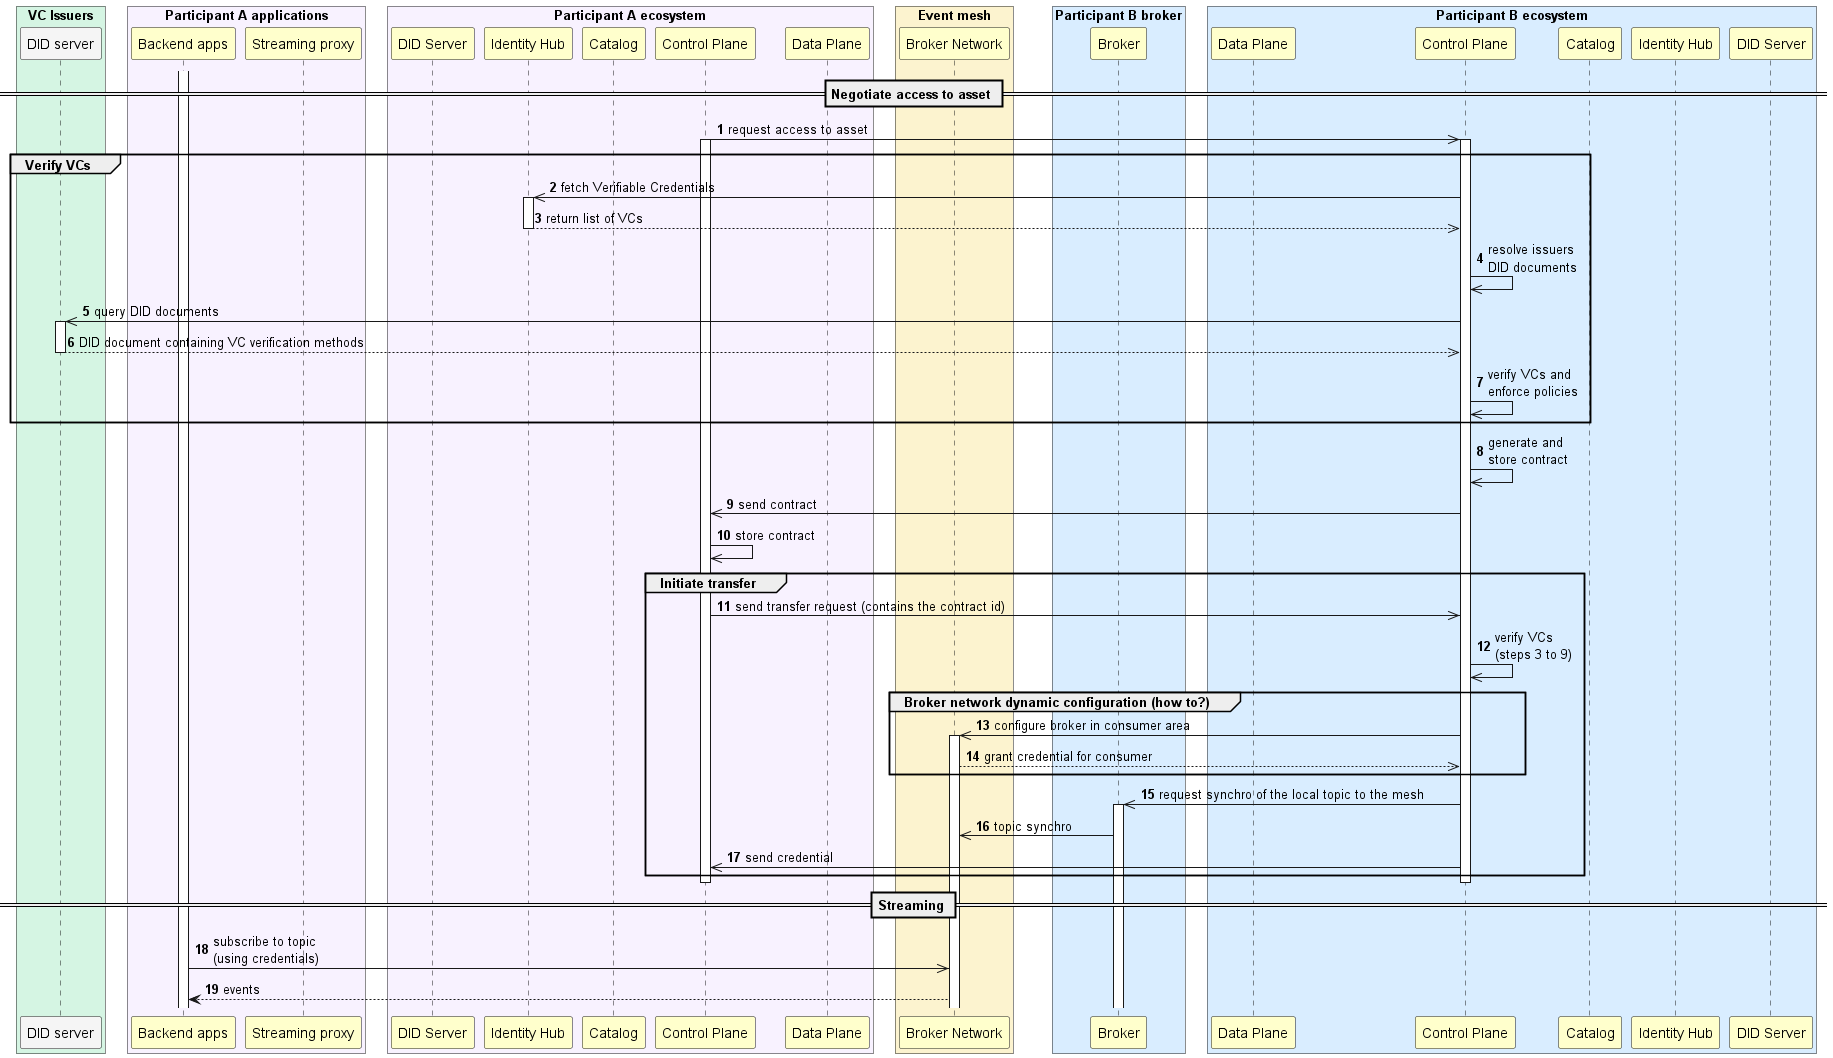 VC Issuers
Participant A applications
Participant A ecosystem
Event mesh
Participant B broker
Participant B ecosystem
DID server
Backend apps
Streaming proxy
DID Server
Identity Hub
Catalog
Control Plane
Data Plane
Broker Network
Broker
Data Plane
Control Plane
Catalog
Identity Hub
DID Server
Negotiate access to asset
1 request access to asset
Verify VCs
2 fetch Verifiable Credentials
3 return list of VCs
4 resolve issuers
DID documents
5 query DID documents
6 DID document containing VC verification methods
7 verify VCs and
enforce policies
8 generate and
store contract
9 send contract
10 store contract
Initiate transfer
11 send transfer request (contains the contract id)
12 verify VCs
(steps 3 to 9)
Broker network dynamic configuration (how to?)
13 configure broker in consumer area
14 grant credential for consumer
15 request synchro of the local topic to the mesh
16 topic synchro
17 send credential
Streaming
18 subscribe to topic
(using credentials)
19 events
DID server
Backend apps
Streaming proxy
DID Server
Identity Hub
Catalog
Control Plane
Data Plane
Broker Network
Broker
Data Plane
Control Plane
Catalog
Identity Hub
DID Server